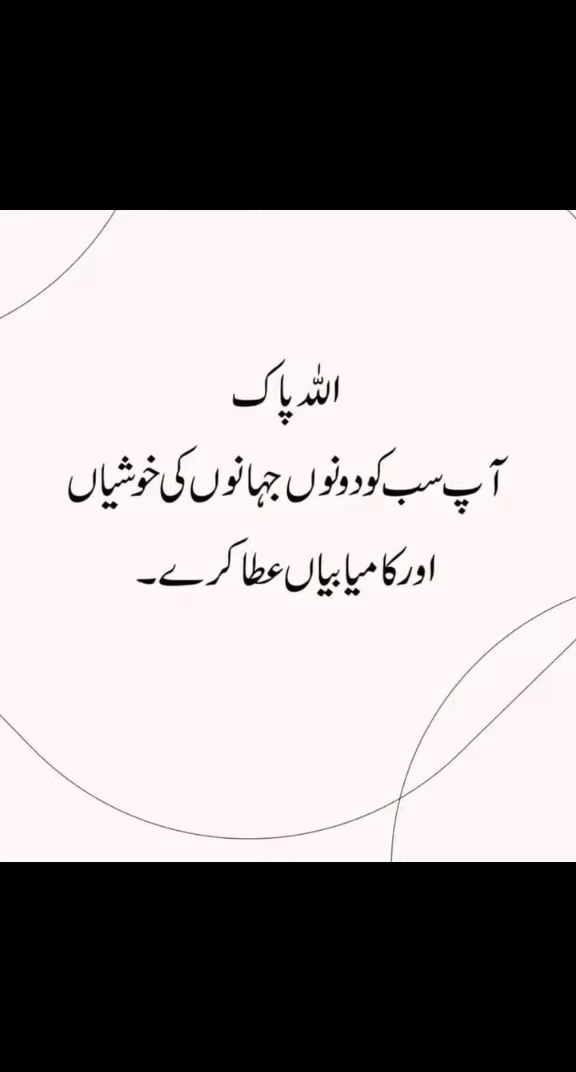 اللہ پاک
آپ سب کو دونوں جہانوں کی خوشیاں
اور کامیابیاں عطا کرے۔